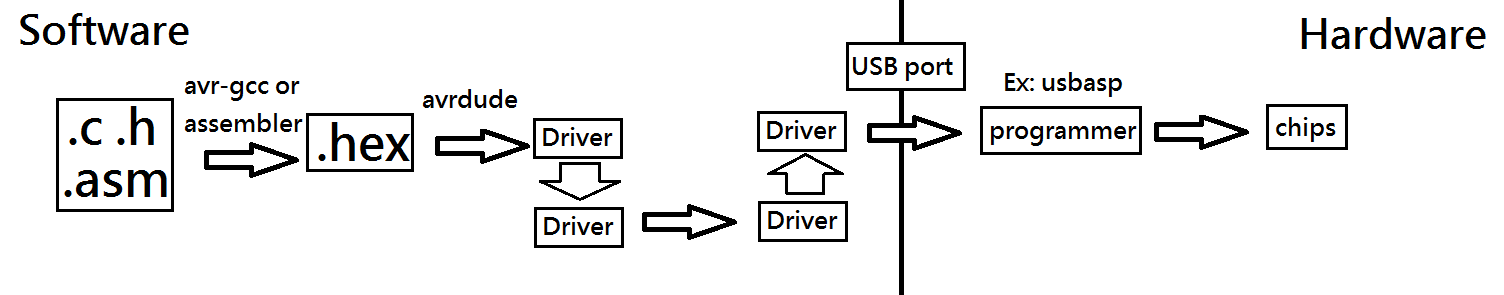 Software
Hardware
USB port
avr-gcc or
assembler
avrdude
Ex: usbasp
.c .h
.asm
.hex
Driver
Driver
Driver
Driver
programmer
chips